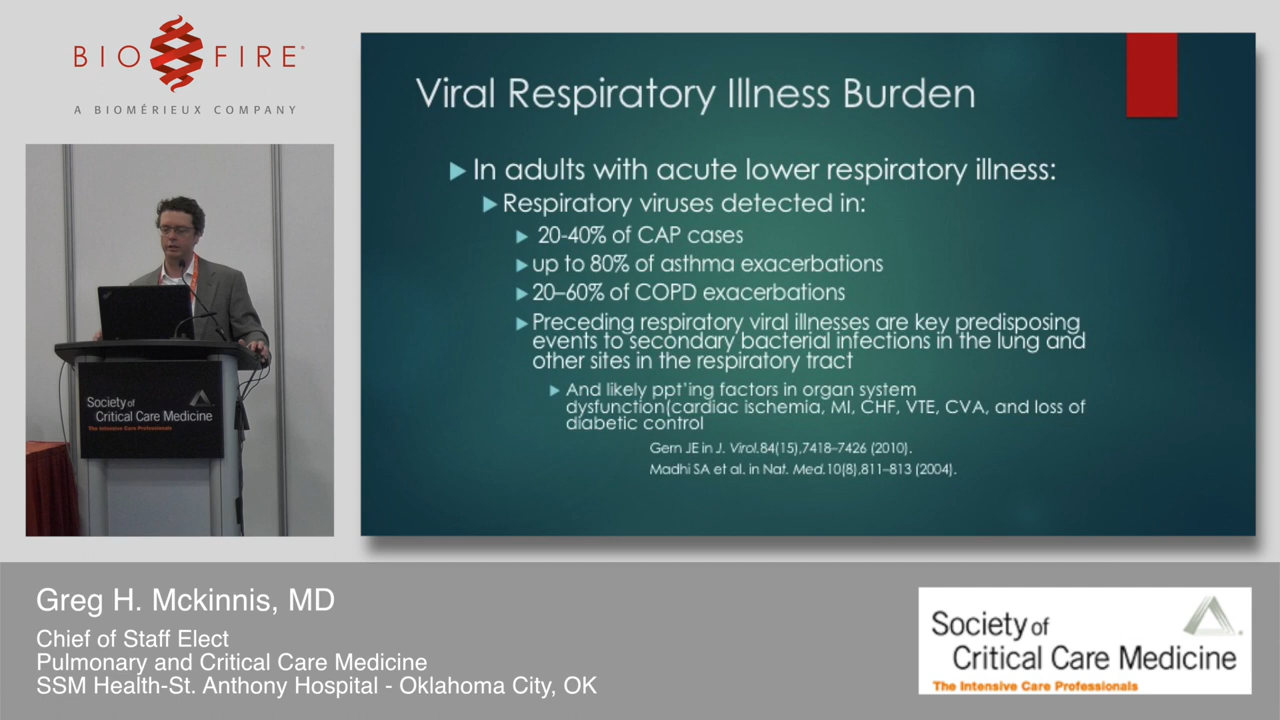 BIO FIRE®
A BIOMÉRIEUX COMPANY
Viral Respiratory Illness Burden
In adults with acute lower respiratory illness:
Respiratory viruses detected in:
20-40% of CAP cases
up to 80% of asthma exacerbations
20–60% of COPD exacerbations
Preceding respiratory viral illnesses are key predisposing
events to secondary bacterial infections in the lung and
other sites in the respiratory tract
And likely ppt'ing factors in organ system
dysfunction(cardiac ischemia, MI, CHF, VTE, CVA, and loss of
diabetic control
Gern JE in J. Virol.84(15),7418–7426 (2010).
Madhi SA et al. in Nat. Med.10(8),811–813 (2004).
Society of
Critical Care Medicine
The Intensive Care Professionals
Greg H. Mckinnis, MD
Chief of Staff Elect
Pulmonary and Critical Care Medicine
SSM Health-St. Anthony Hospital - Oklahoma City, OK
Society of
Critical Care Medicine
The Intensive Care Professionals